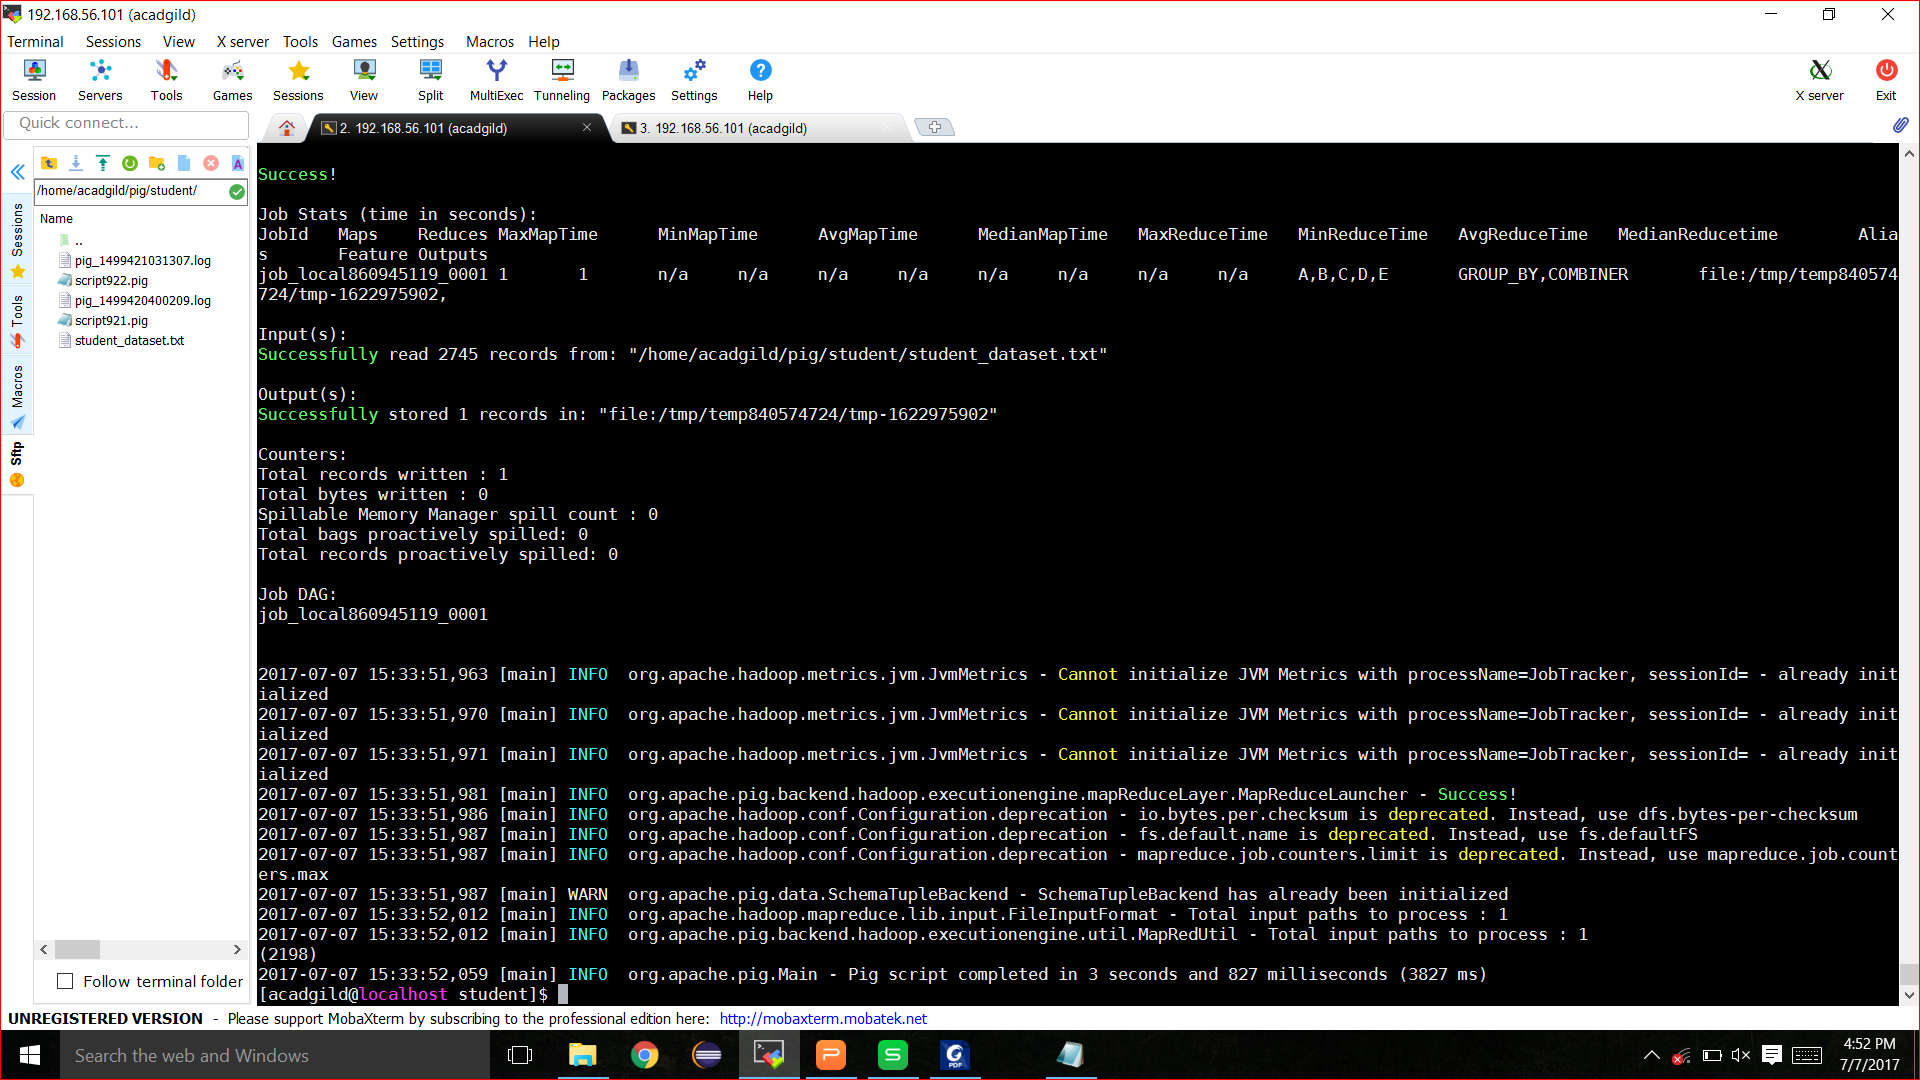 192.168.56.101 (acadgild)
Terminal Sessions View X server Tools Games Settings Macros Help
Session Servers Tools Games Sessions View Split MultiExec Tunneling Packages Settings Help X server Exit
Quick connect...
2. 192.168.56.101 (acadgild)
3. 192.168.56.101 (acadgild)
/home/acadgild/pig/student/
Name
..
pig_1499421031307.log
script922.pig
pig_1499420400209.log
script921.pig
student_dataset.txt
Sessions
Tools
Macros
Sftp
Follow terminal folder
Success!
Job Stats (time in seconds):
JobId Maps Reduces MaxMapTime MinMapTime AvgMapTime MedianMapTime MaxReduceTime MinReduceTime AvgReduceTime MedianReducetime Alia
s Feature Outputs
job_local860945119_0001 1 1 n/a n/a n/a n/a n/a n/a n/a n/a A,B,C,D,E GROUP_BY,COMBINER file:/tmp/temp840574
724/tmp-1622975902,
Input(s):
Successfully read 2745 records from: "/home/acadgild/pig/student/student_dataset.txt"
Output(s):
Successfully stored 1 records in: "file:/tmp/temp840574724/tmp-1622975902"
Counters:
Total records written : 1
Total bytes written : 0
Spillable Memory Manager spill count : 0
Total bags proactively spilled: 0
Total records proactively spilled: 0
Job DAG:
job_local860945119_0001
2017-07-07 15:33:51,963 [main] INFO org.apache.hadoop.metrics.jvm.JvmMetrics - Cannot initialize JVM Metrics with processName=JobTracker, sessionId= - already init
ialized
2017-07-07 15:33:51,970 [main] INFO org.apache.hadoop.metrics.jvm.JvmMetrics - Cannot initialize JVM Metrics with processName=JobTracker, sessionId= - already init
ialized
2017-07-07 15:33:51,971 [main] INFO org.apache.hadoop.metrics.jvm.JvmMetrics - Cannot initialize JVM Metrics with processName=JobTracker, sessionId= - already init
ialized
2017-07-07 15:33:51,981 [main] INFO org.apache.pig.backend.hadoop.executionengine.mapReduceLayer.MapReduceLauncher - Success!
2017-07-07 15:33:51,986 [main] INFO org.apache.hadoop.conf.Configuration.deprecation - io.bytes.per.checksum is deprecated. Instead, use dfs.bytes-per-checksum
2017-07-07 15:33:51,987 [main] INFO org.apache.hadoop.conf.Configuration.deprecation - fs.default.name is deprecated. Instead, use fs.defaultFS
2017-07-07 15:33:51,987 [main] INFO org.apache.hadoop.conf.Configuration.deprecation - mapreduce.job.counters.limit is deprecated. Instead, use mapreduce.job.count
ers.max
2017-07-07 15:33:51,987 [main] WARN org.apache.pig.data.SchemaTupleBackend - SchemaTupleBackend has already been initialized
2017-07-07 15:33:52,012 [main] INFO org.apache.hadoop.mapreduce.lib.input.FileInputFormat - Total input paths to process : 1
2017-07-07 15:33:52,012 [main] INFO org.apache.pig.backend.hadoop.executionengine.util.MapRedUtil - Total input paths to process : 1
(2198)
2017-07-07 15:33:52,059 [main] INFO org.apache.pig.Main - Pig script completed in 3 seconds and 827 milliseconds (3827 ms)
[acadgild@localhost student]$
UNREGISTERED VERSION - Please support MobaXterm by subscribing to the professional edition here: http://mobaxterm.mobatek.net
Search the web and Windows
PDF
4:52 PM
7/7/2017